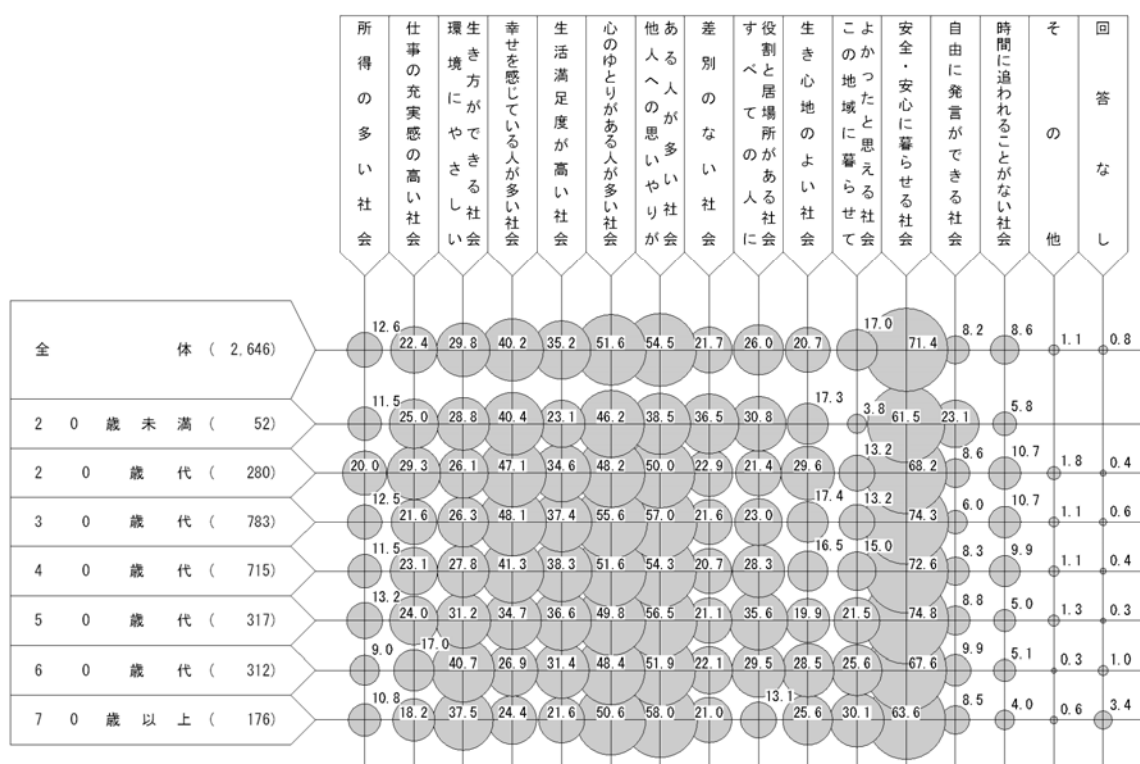 所得の多い社会
仕事の充実感の高い社会
環境にやさしい
生き方ができる社会
幸せを感じている人が多い社会
生活満足度が高い社会
心のゆとりがある人が多い社会
他人への思いやりが
ある人が多い社会
差別のない社会
すべての人に
役割と居場所がある社会
生き心地のよい社会
この地域に暮らせて
よかったと思える社会
安全・安心に暮らせる社会
自由に発言ができる社会
時間に追われることがない社会
その他
回答なし
全体 (2,646) 12.6 22.4 29.8 40.2 35.2 51.6 54.5 21.7 26.0 20.7 17.0 71.4 8.2 8.6 1.1 0.8
20歳未満 (52) 11.5 25.0 28.8 40.4 23.1 46.2 38.5 36.5 30.8 17.3 3.8 61.5 23.1 5.8
20歳代 (280) 20.0 29.3 26.1 47.1 34.6 48.2 50.0 22.9 21.4 29.6 13.2 68.2 8.6 10.7 1.8 0.4
30歳代 (783) 12.5 21.6 26.3 48.1 37.4 55.6 57.0 21.6 23.0 17.4 13.2 74.3 6.0 10.7 1.1 0.6
40歳代 (715) 11.5 23.1 27.8 41.3 38.3 51.6 54.3 20.7 28.3 16.5 15.0 72.6 8.3 9.9 1.1 0.4
50歳代 (317) 13.2 24.0 31.2 34.7 36.6 49.8 56.5 21.1 35.6 19.9 21.5 74.8 8.8 5.0 1.3 0.3
60歳代 (312) 9.0 17.0 40.7 26.9 31.4 48.4 51.9 22.1 29.5 28.5 25.6 67.6 9.9 5.1 0.3 1.0
70歳以上 (176) 10.8 18.2 37.5 24.4 21.6 50.6 58.0 21.0 13.1 25.6 30.1 63.6 8.5 4.0 0.6 3.4